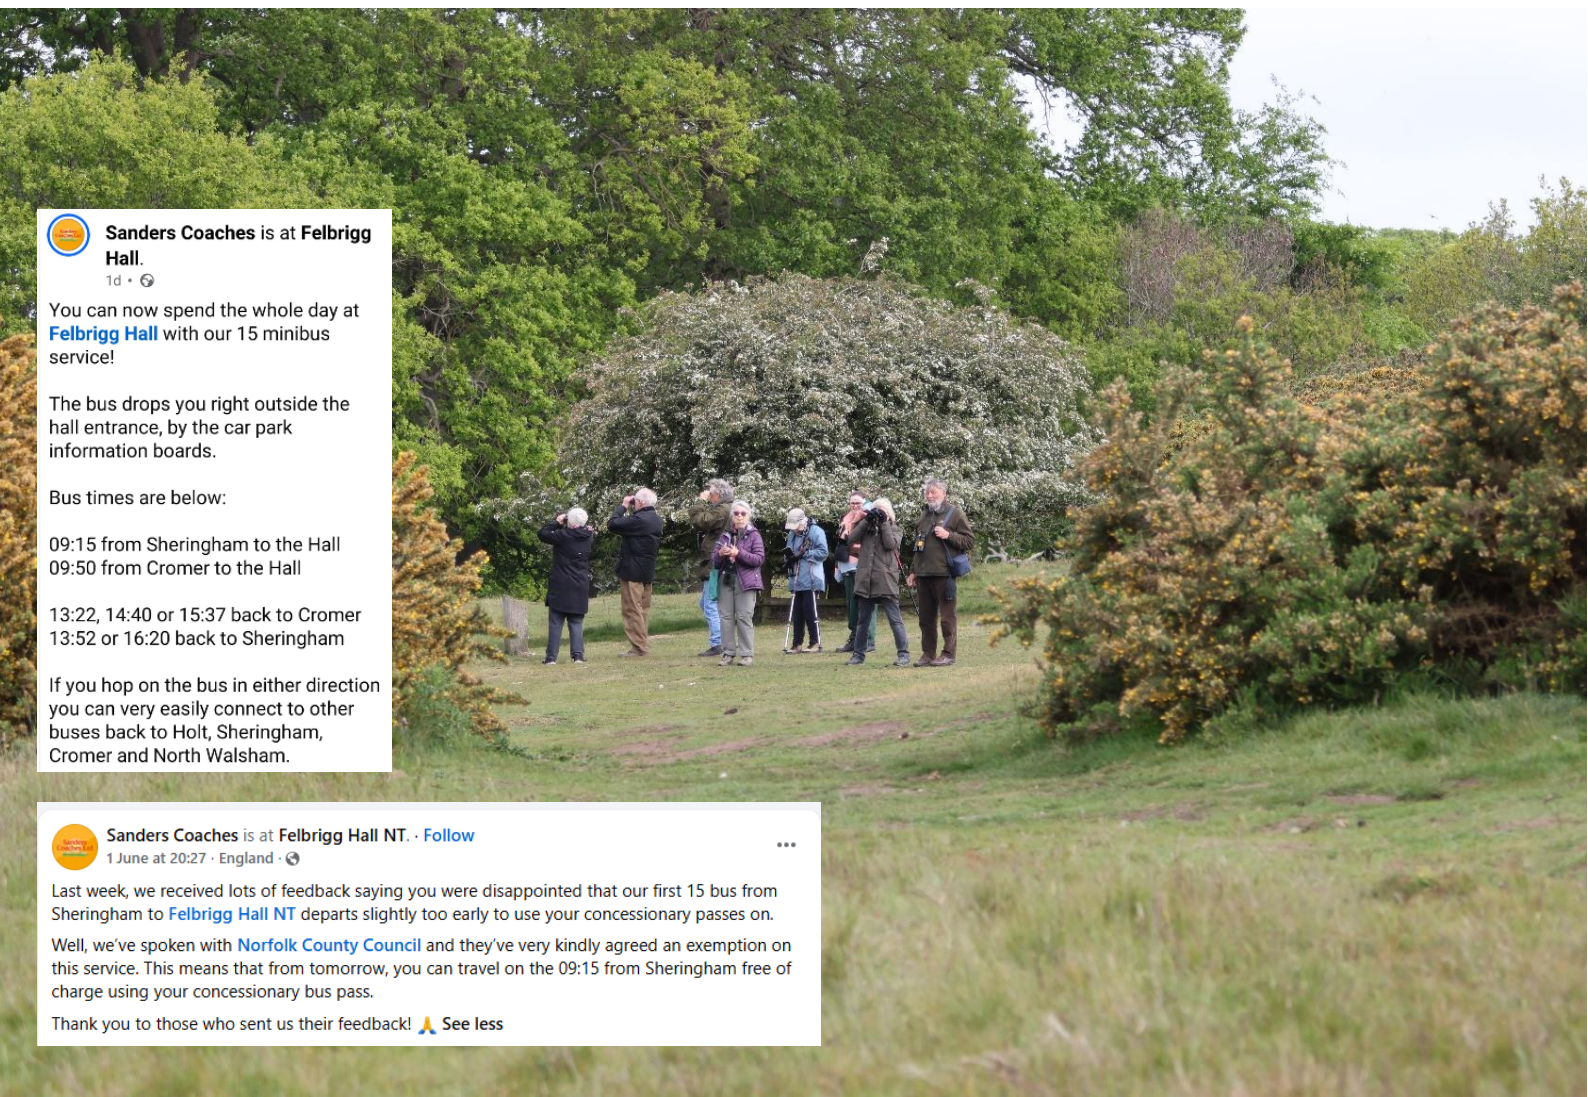 Sanders Coaches is at Felbrigg
Hall.
1d •
You can now spend the whole day at
Felbrigg Hall with our 15 minibus
service!
The bus drops you right outside the
hall entrance, by the car park
information boards.
Bus times are below:
09:15 from Sheringham to the Hall
09:50 from Cromer to the Hall
13:22, 14:40 or 15:37 back to Cromer
13:52 or 16:20 back to Sheringham
If you hop on the bus in either direction
you can very easily connect to other
buses back to Holt, Sheringham,
Cromer and North Walsham.
Sanders Coaches is at Felbrigg Hall NT. · Follow
1 June at 20:27 · England ·
Last week, we received lots of feedback saying you were disappointed that our first 15 bus from
Sheringham to Felbrigg Hall NT departs slightly too early to use your concessionary passes on.
Well, we've spoken with Norfolk County Council and they've very kindly agreed an exemption on
this service. This means that from tomorrow, you can travel on the 09:15 from Sheringham free of
charge using your concessionary bus pass.
Thank you to those who sent us their feedback! 🙏 See less